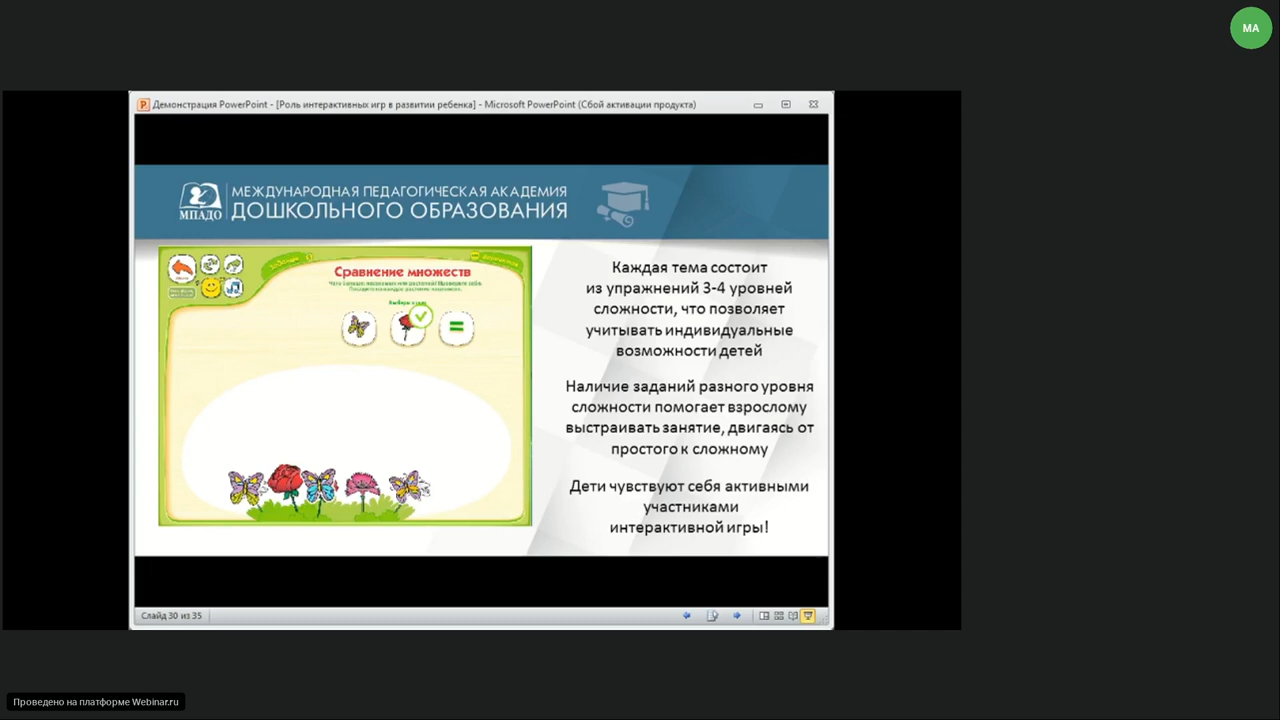 МА
Демонстрация PowerPoint - [Роль интерактивных игр в развитии ребенка] - Microsoft PowerPoint (Сбой активации продукта)
МЕЖДУНАРОДНАЯ ПЕДАГОГИЧЕСКАЯ АКАДЕМИЯ
ДОШКОЛЬНОГО ОБРАЗОВАНИЯ
МПАДО
Сравнение множеств
Каждая тема состоит
из упражнений 3-4 уровней
сложности, что позволяет
учитывать индивидуальные
возможности детей
Наличие заданий разного уровня
сложности помогает взрослому
выстраивать занятие, двигаясь от
простого к сложному
Дети чувствуют себя активными
участниками
интерактивной игры!
Слайд 30 из 35
Проведено на платформе Webinar.ru